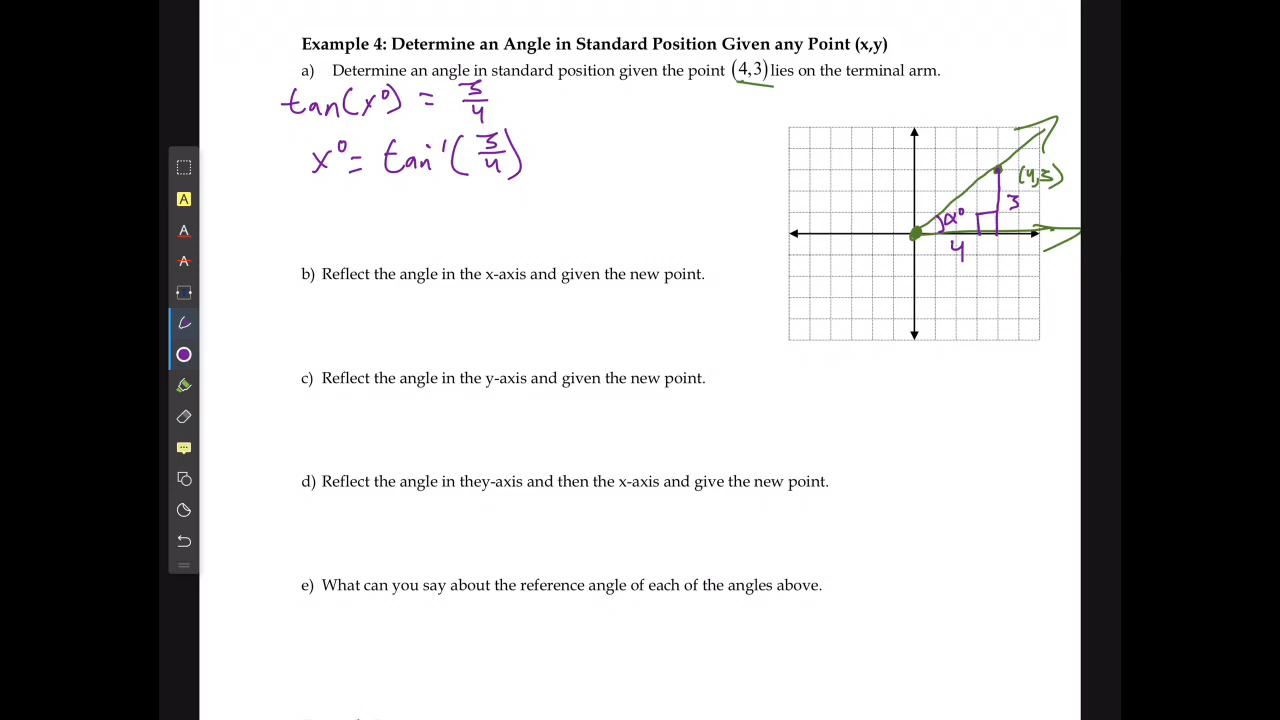 Example 4: Determine an Angle in Standard Position Given any Point (x,y)
a) Determine an angle in standard position given the point (4,3) lies on the terminal arm.
tan(x°) = 3/4
x° = tan⁻¹(3/4)
(4,3)
3
x°
4
b) Reflect the angle in the x-axis and given the new point.
c) Reflect the angle in the y-axis and given the new point.
d) Reflect the angle in they-axis and then the x-axis and give the new point.
e) What can you say about the reference angle of each of the angles above.
A
A
A